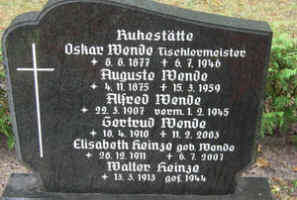 Ruhestätte
Oskar Wende Tischlermeister
* 8. 8. 1877 + 6. 7. 1946
Auguste Wende
* 4. 11. 1875 + 15. 3. 1959
Alfred Wende
* 22. 3. 1907 verm. 1. 2. 1945
Gertrud Wende
* 10. 4. 1910 + 11. 2. 2003
Elisabeth Heinze geb. Wende
* 20. 12. 1911 + 6. 7. 2007
Walter Heinze
* 13. 3. 1913 gef. 1944